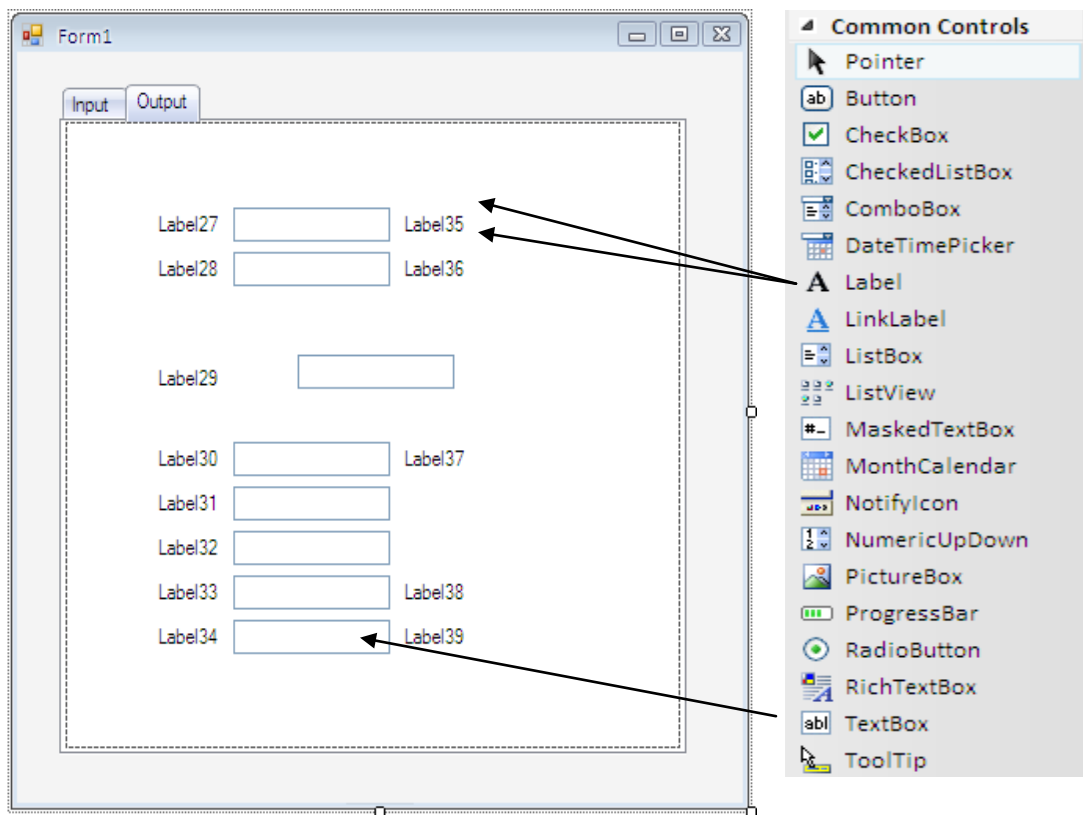 Form1
Input Output
Label27 Label35
Label28 Label36
Label29
Label30 Label37
Label31
Label32
Label33 Label38
Label34 Label39
Common Controls
Pointer
ab Button
CheckBox
CheckedListBox
ComboBox
DateTimePicker
A Label
A LinkLabel
ListBox
ListView
#_ MaskedTextBox
MonthCalendar
NotifyIcon
1 2 NumericUpDown
PictureBox
ProgressBar
RadioButton
RichTextBox
abl TextBox
ToolTip